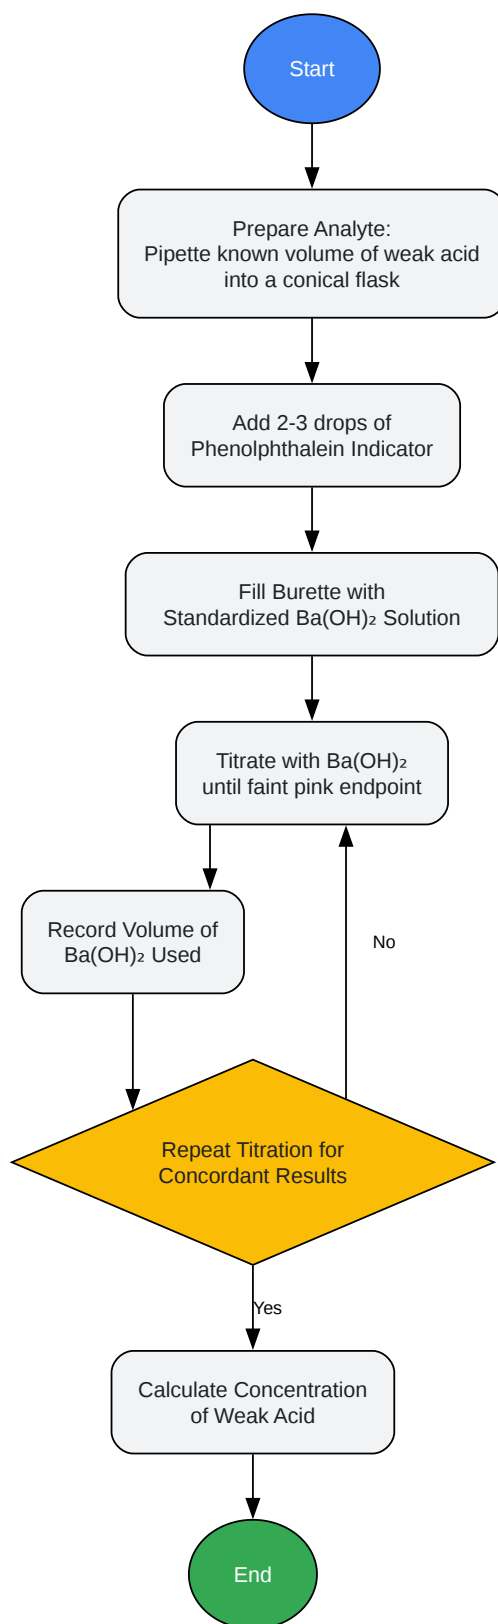 Start
Prepare Analyte:
Pipette known volume of weak acid
into a conical flask
Add 2-3 drops of
Phenolphthalein Indicator
Fill Burette with
Standardized Ba(OH)₂ Solution
Titrate with Ba(OH)₂
until faint pink endpoint
Record Volume of
Ba(OH)₂ Used
No
Repeat Titration for
Concordant Results
Yes
Calculate Concentration
of Weak Acid
End